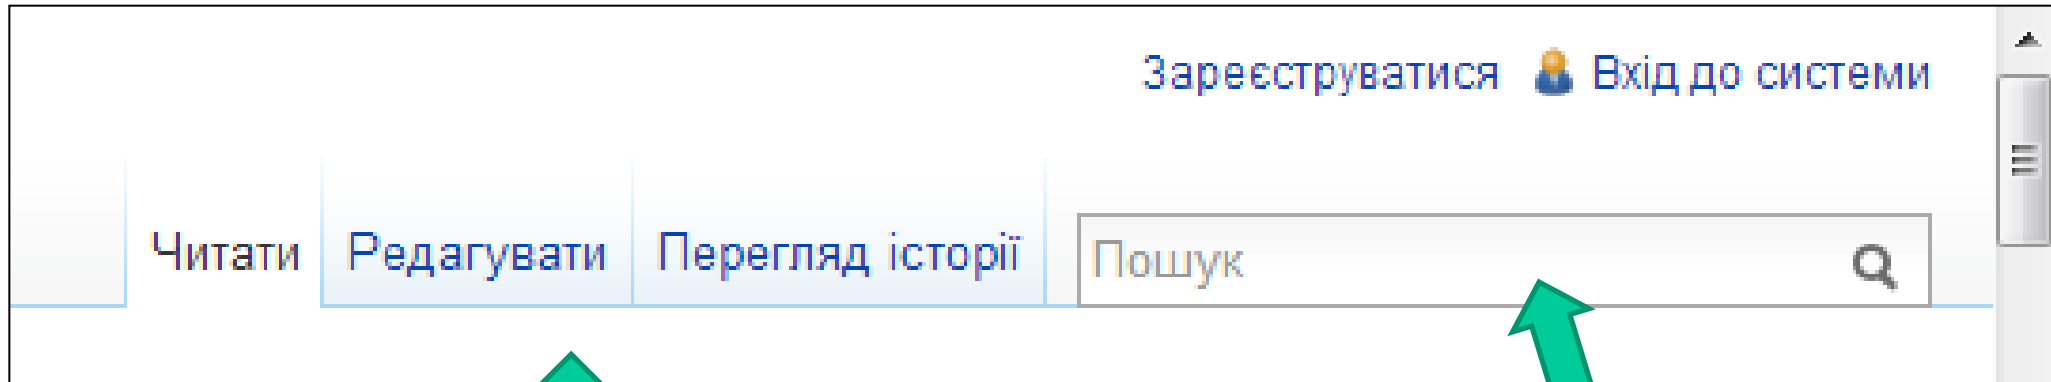 Зареєструватися Вхід до системи
Читати Редагувати Перегляд історії Пошук